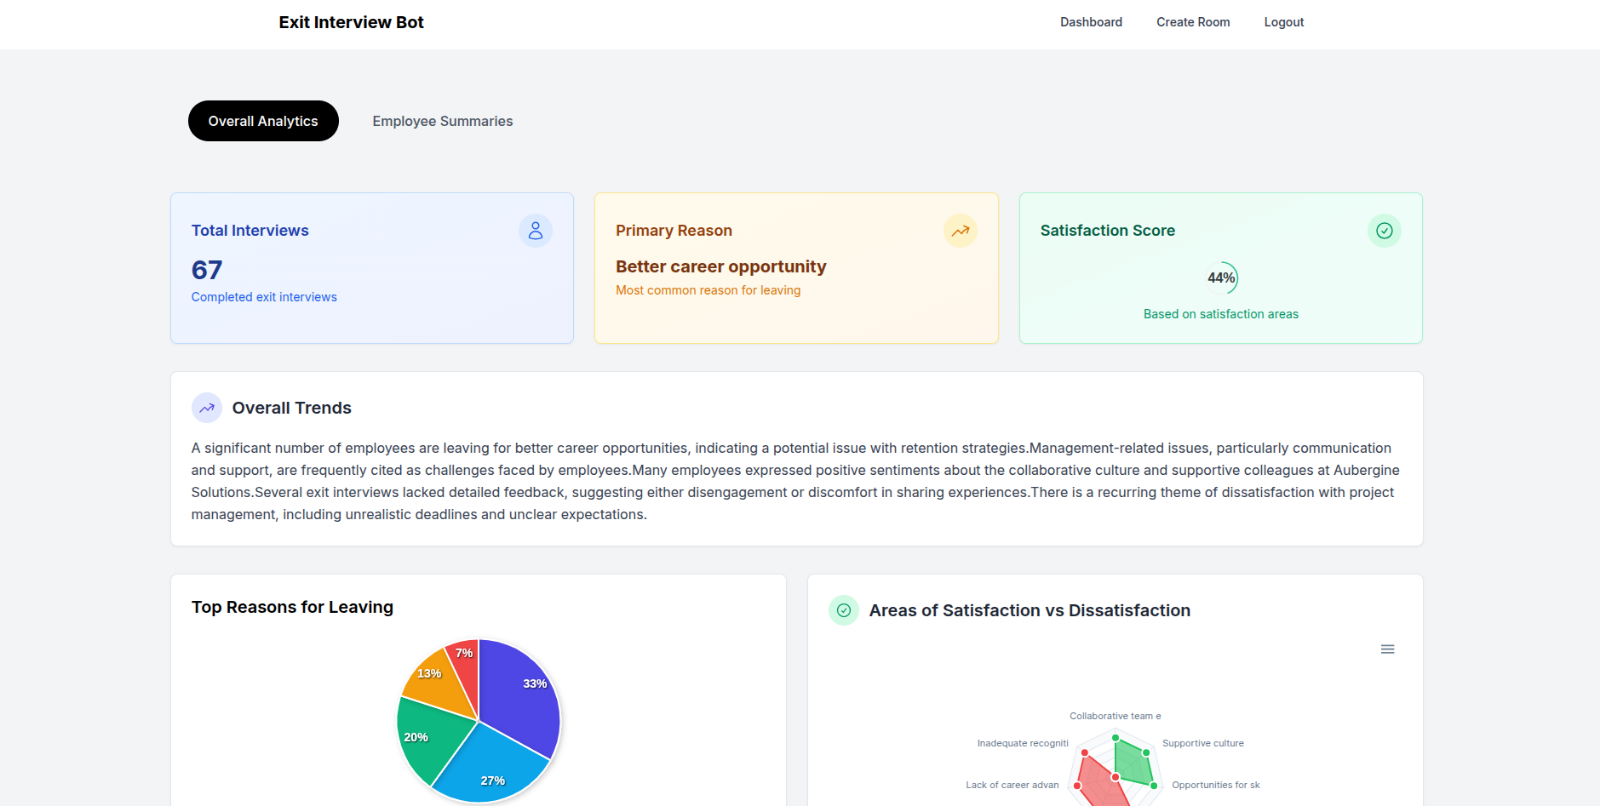 Exit Interview Bot
Dashboard
Create Room
Logout
Overall Analytics
Employee Summaries
Total Interviews
67
Completed exit interviews
Primary Reason
Better career opportunity
Most common reason for leaving
Satisfaction Score
44%
Based on satisfaction areas
Overall Trends
A significant number of employees are leaving for better career opportunities, indicating a potential issue with retention strategies.Management-related issues, particularly communication
and support, are frequently cited as challenges faced by employees.Many employees expressed positive sentiments about the collaborative culture and supportive colleagues at Aubergine
Solutions.Several exit interviews lacked detailed feedback, suggesting either disengagement or discomfort in sharing experiences.There is a recurring theme of dissatisfaction with project
management, including unrealistic deadlines and unclear expectations.
Top Reasons for Leaving
7%
13%
33%
20%
27%
Areas of Satisfaction vs Dissatisfaction
Collaborative team e
Inadequate recogniti
Supportive culture
Lack of career advan
Opportunities for sk